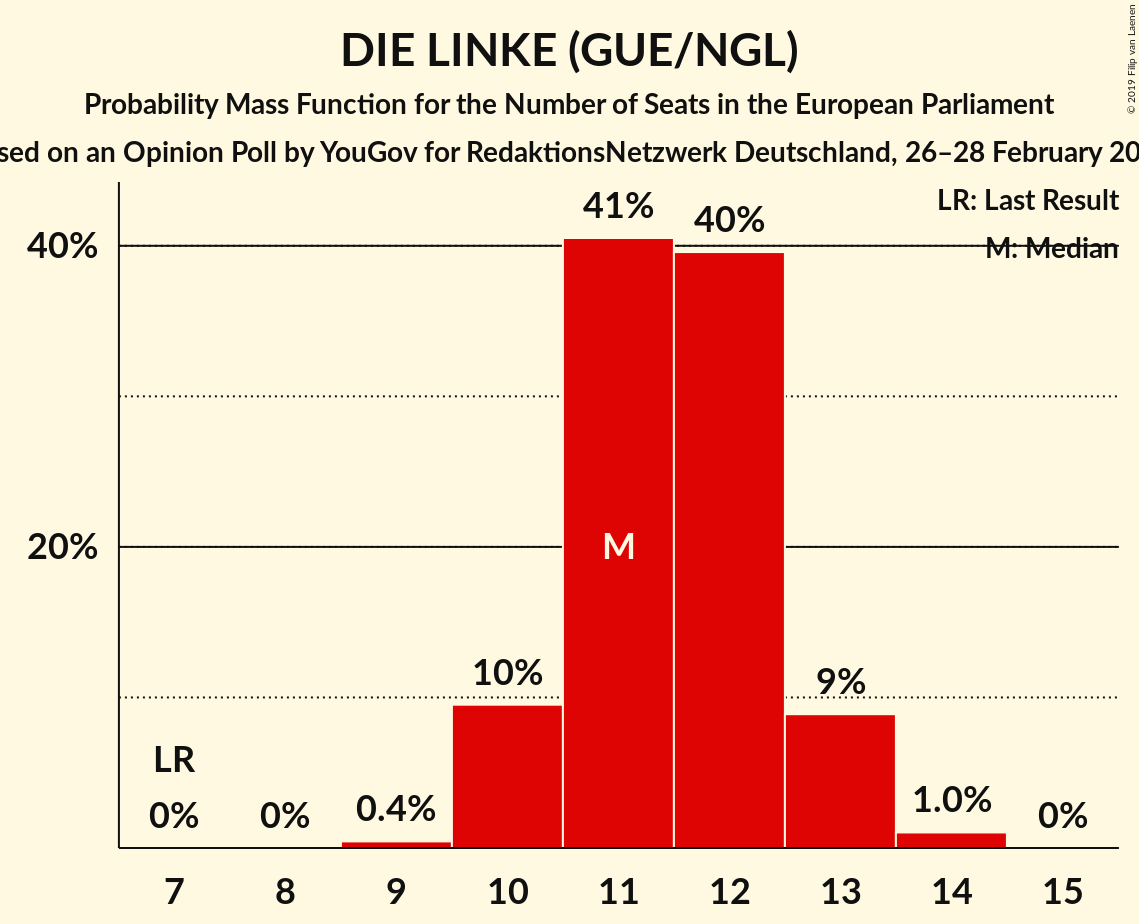 DIE LINKE (GUE/NGL)
Probability Mass Function for the Number of Seats in the European Parliament
sed on an Opinion Poll by YouGov for RedaktionsNetzwerk Deutschland, 26–28 February 20
© 2019 Filip van Laenen
LR: Last Result
M: Median
41%
40%
40%
M
20%
10%
9%
LR
0%
0%
0.4%
1.0%
0%
7 8 9 10 11 12 13 14 15